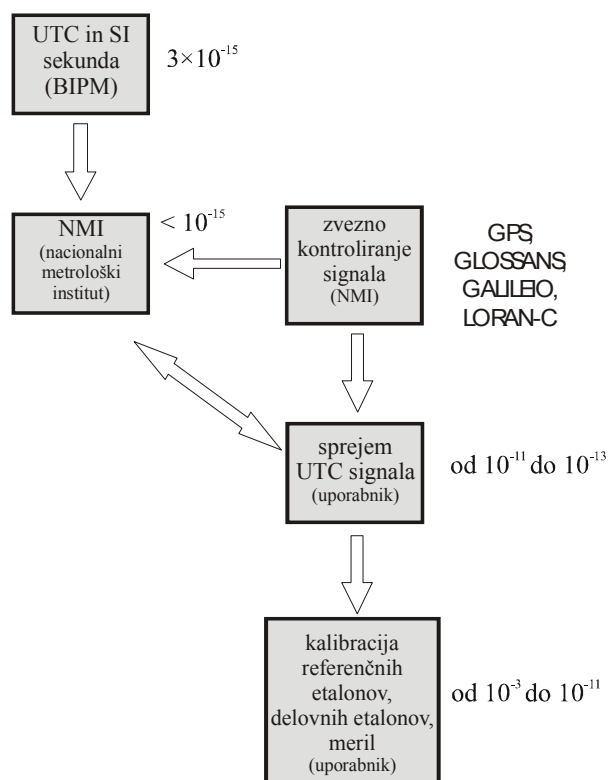 UTC in SI
sekunda
(BIPM)
3×10⁻¹⁵
NMI
(nacionalni
metrološki
institut)
< 10⁻¹⁵
zvezno
kontroliranje
signala
(NMI)
GPS,
GLOSSANS,
GALILEIO,
LORAN-C
sprejem
UTC signala
(uporabnik)
od 10⁻¹¹ do 10⁻¹³
kalibracija
referenčnih
etalonov,
delovnih etalonov,
meril
(uporabnik)
od 10⁻³ do 10⁻¹¹